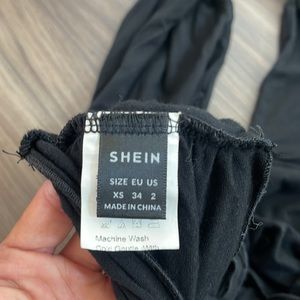 SHEIN
SIZE EU US
XS 34 2
MADE IN CHINA
Machine Wash